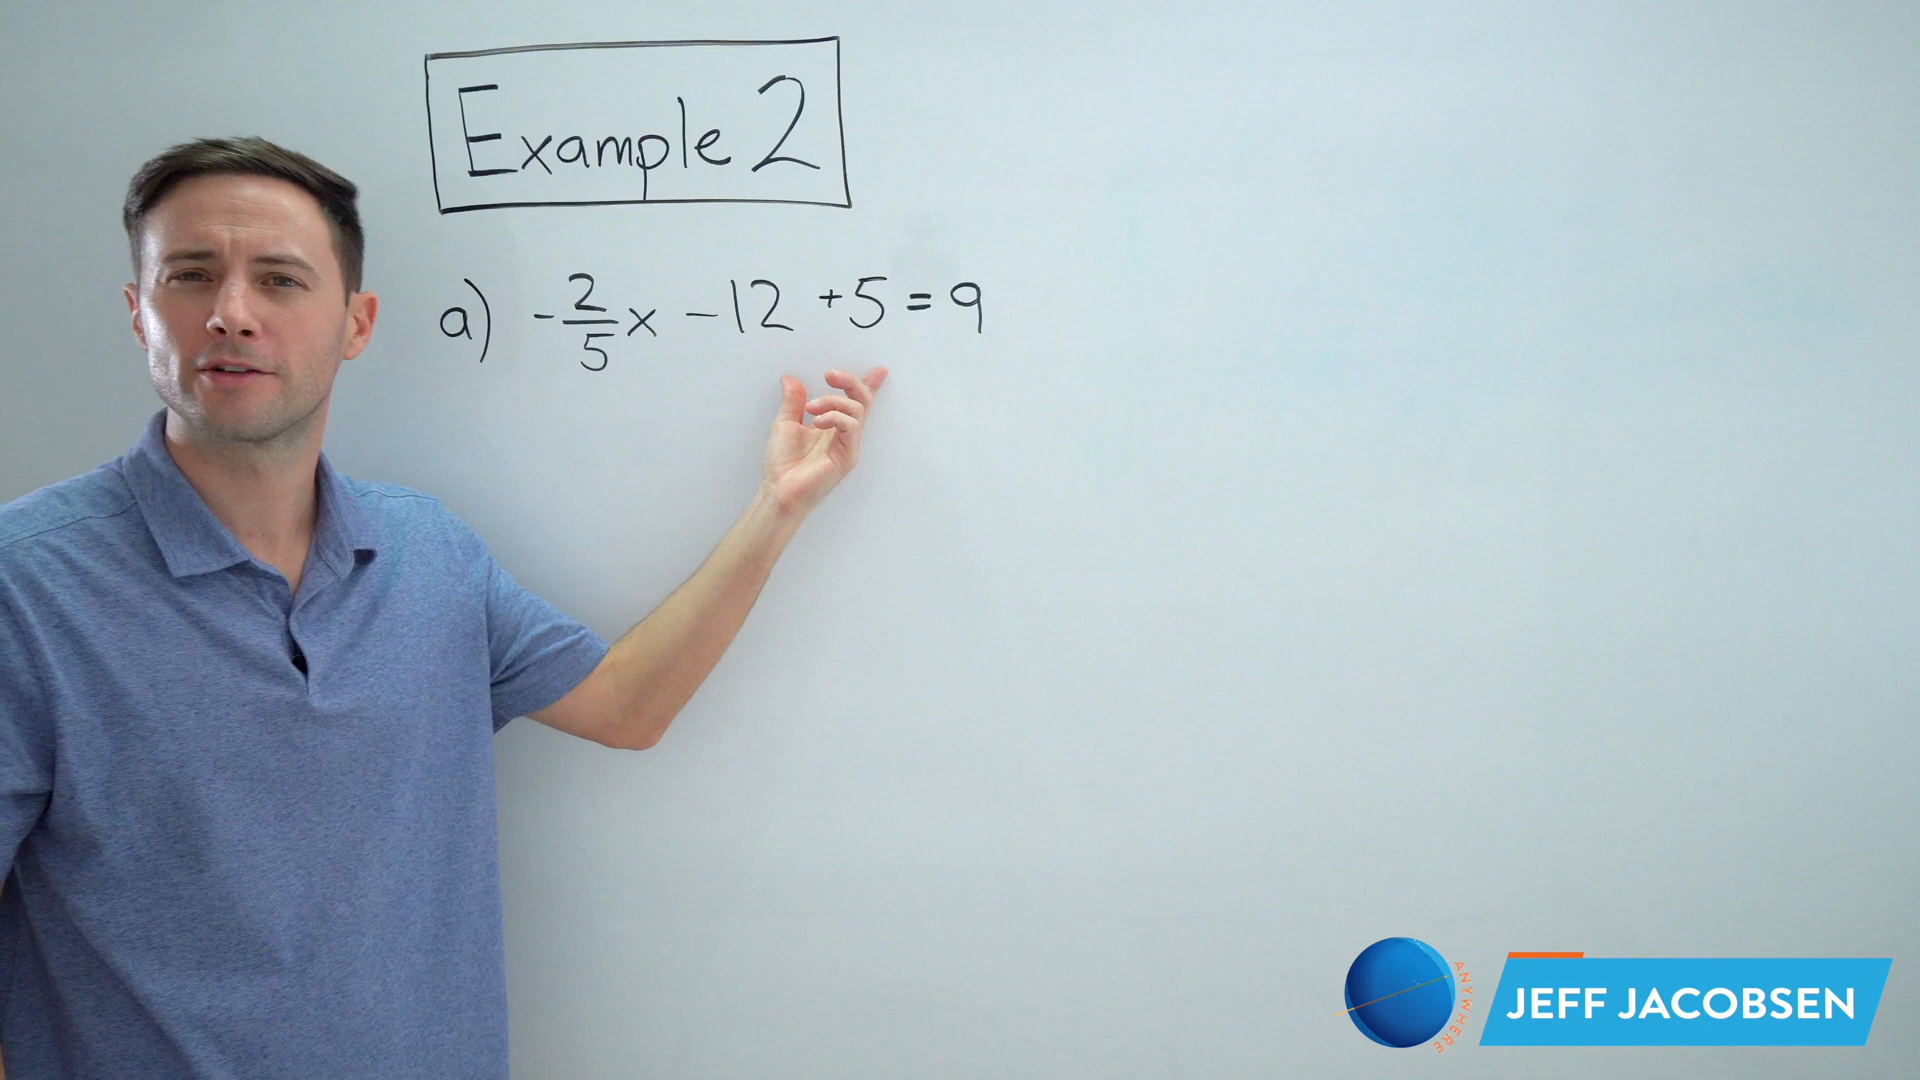 Example 2
a) -2/5x -12 +5 = 9
ANYWHERE
JEFF JACOBSEN